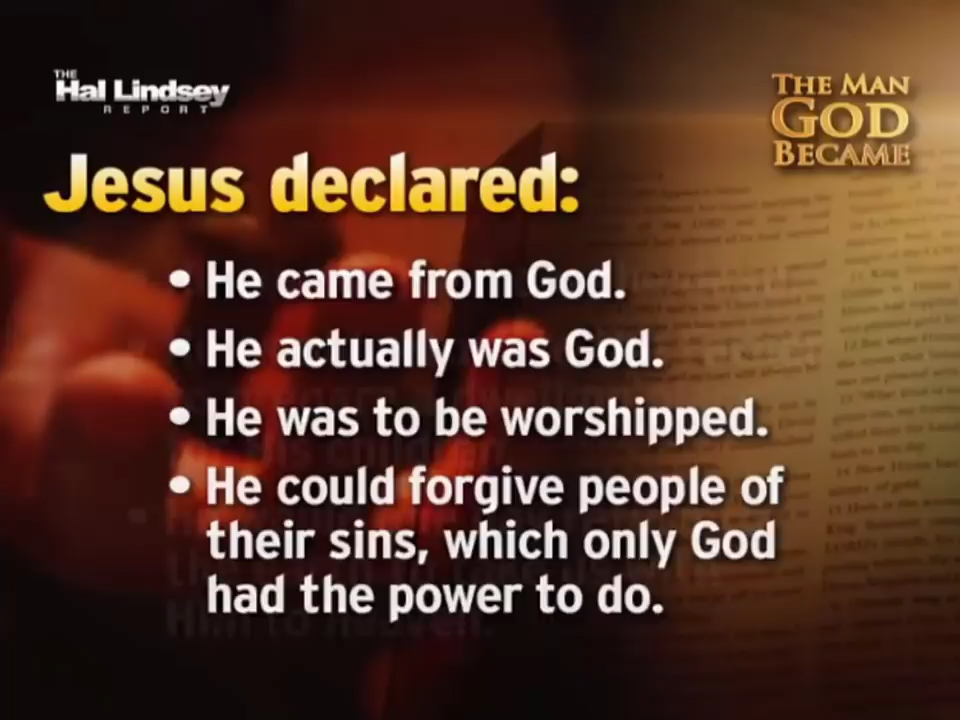 THE
Hal Lindsey
REPORT
THE MAN
GOD
BECAME
Jesus declared:
• He came from God.
• He actually was God.
• He was to be worshipped.
• He could forgive people of
their sins, which only God
had the power to do.